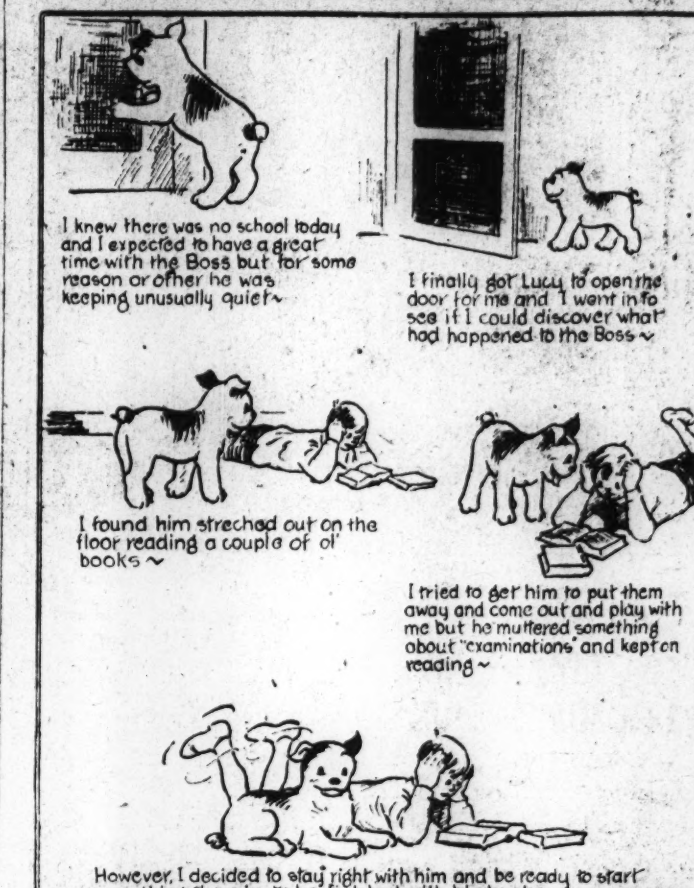 I knew there was no school today
and I expected to have a great
time with the Boss but for some
reason or other he was
keeping unusually quiet~
I finally got Lucy to open the
door for me and I went in to
see if I could discover what
had happened to the Boss~
I found him streched out on the
floor reading a couple of ol'
books~
I tried to get him to put them
away and come out and play with
me but he muttered something
about "examinations" and kept on
reading~
However, I decided to stay right with him and be ready to start